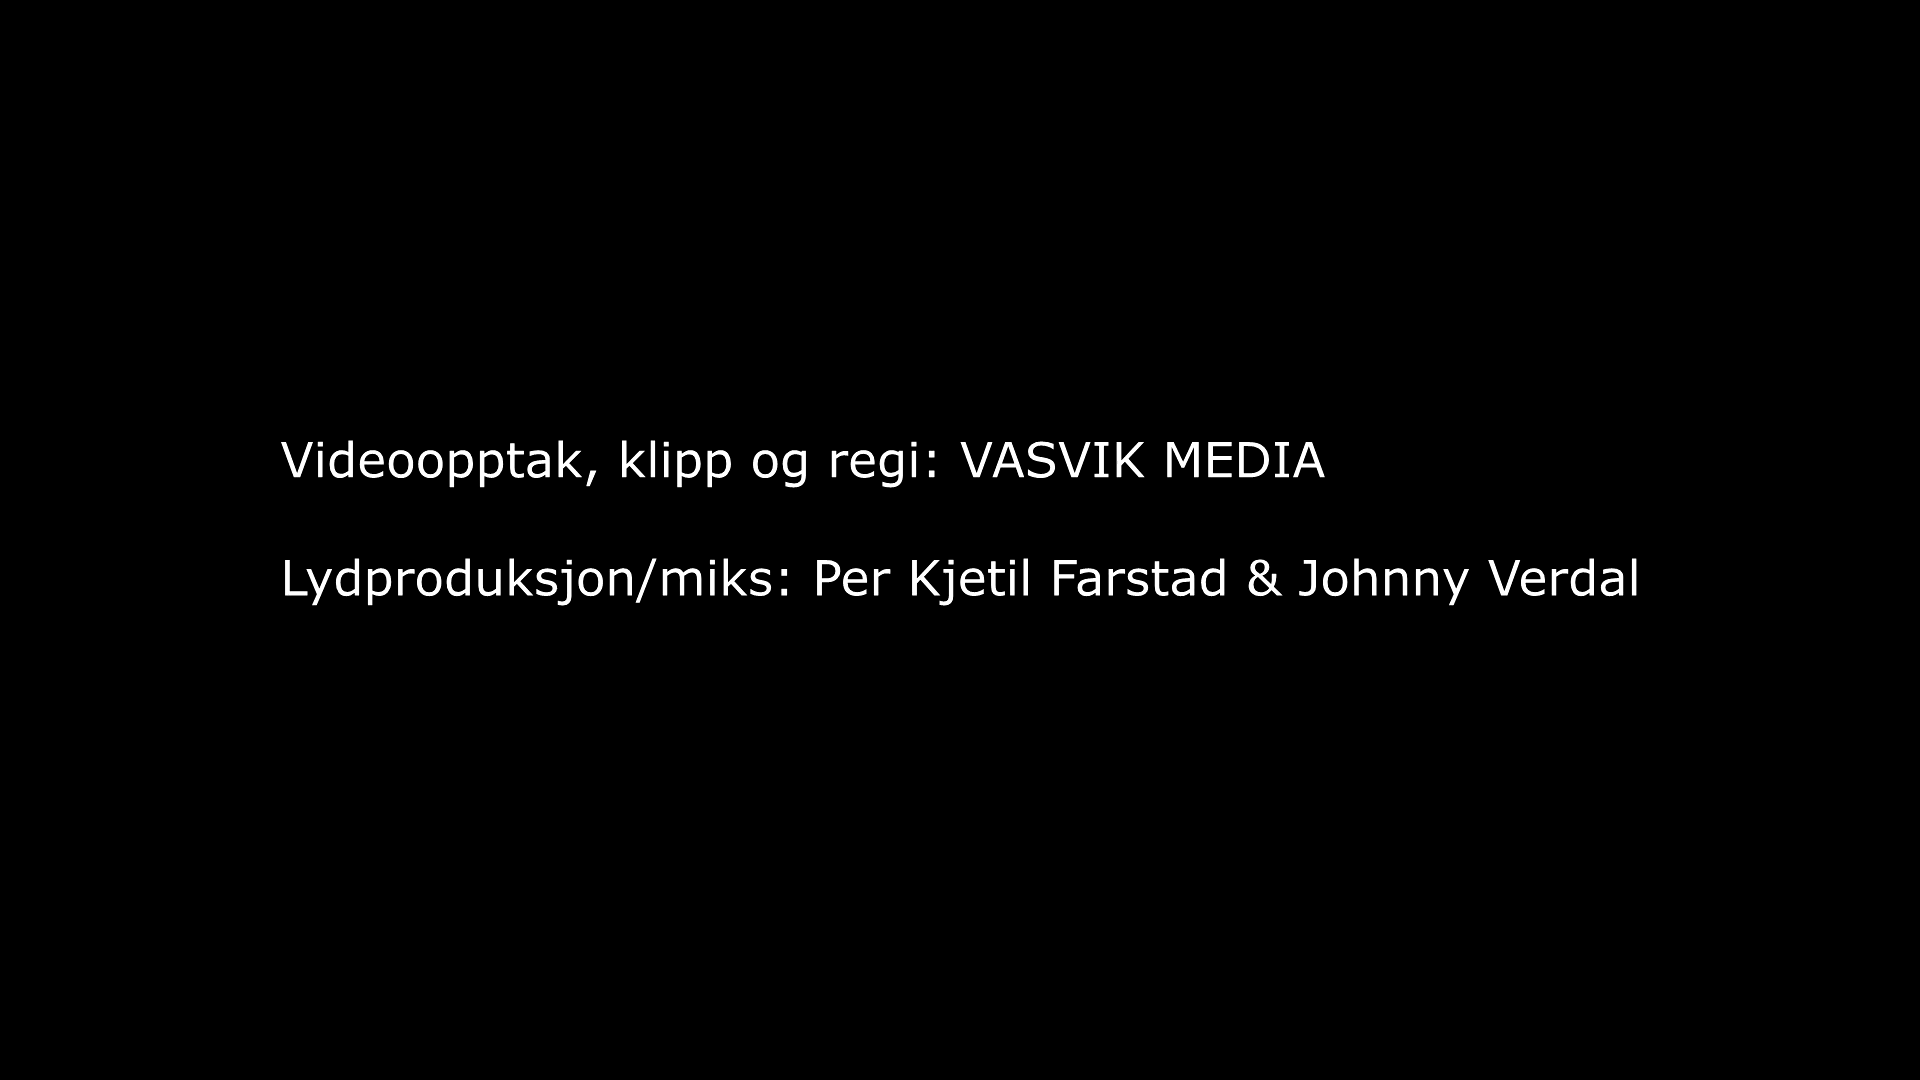 Videoopptak, klipp og regi: VASVIK MEDIA
Lydproduksjon/miks: Per Kjetil Farstad & Johnny Verdal